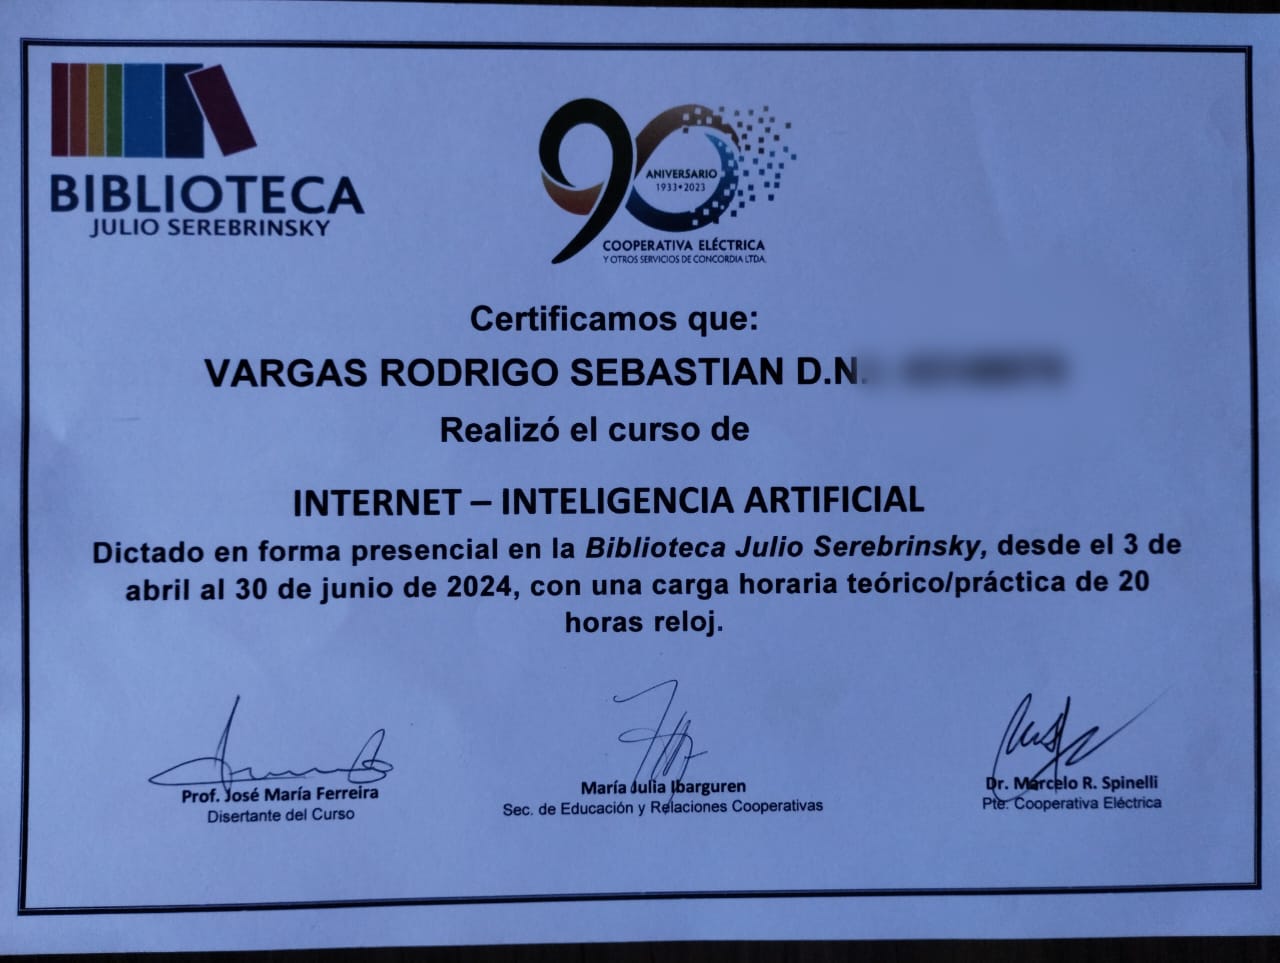 BIBLIOTECA
JULIO SEREBRINSKY
90
ANIVERSARIO
1933•2023
COOPERATIVA ELÉCTRICA
Y OTROS SERVICIOS DE CONCORDIA LTDA.
Certificamos que:
VARGAS RODRIGO SEBASTIAN D.N.
Realizó el curso de
INTERNET – INTELIGENCIA ARTIFICIAL
Dictado en forma presencial en la Biblioteca Julio Serebrinsky, desde el 3 de
abril al 30 de junio de 2024, con una carga horaria teórico/práctica de 20
horas reloj.
Prof. José María Ferreira
Disertante del Curso
María Julia Ibarguren
Sec. de Educación y Relaciones Cooperativas
Dr. Marcelo R. Spinelli
Pte. Cooperativa Eléctrica